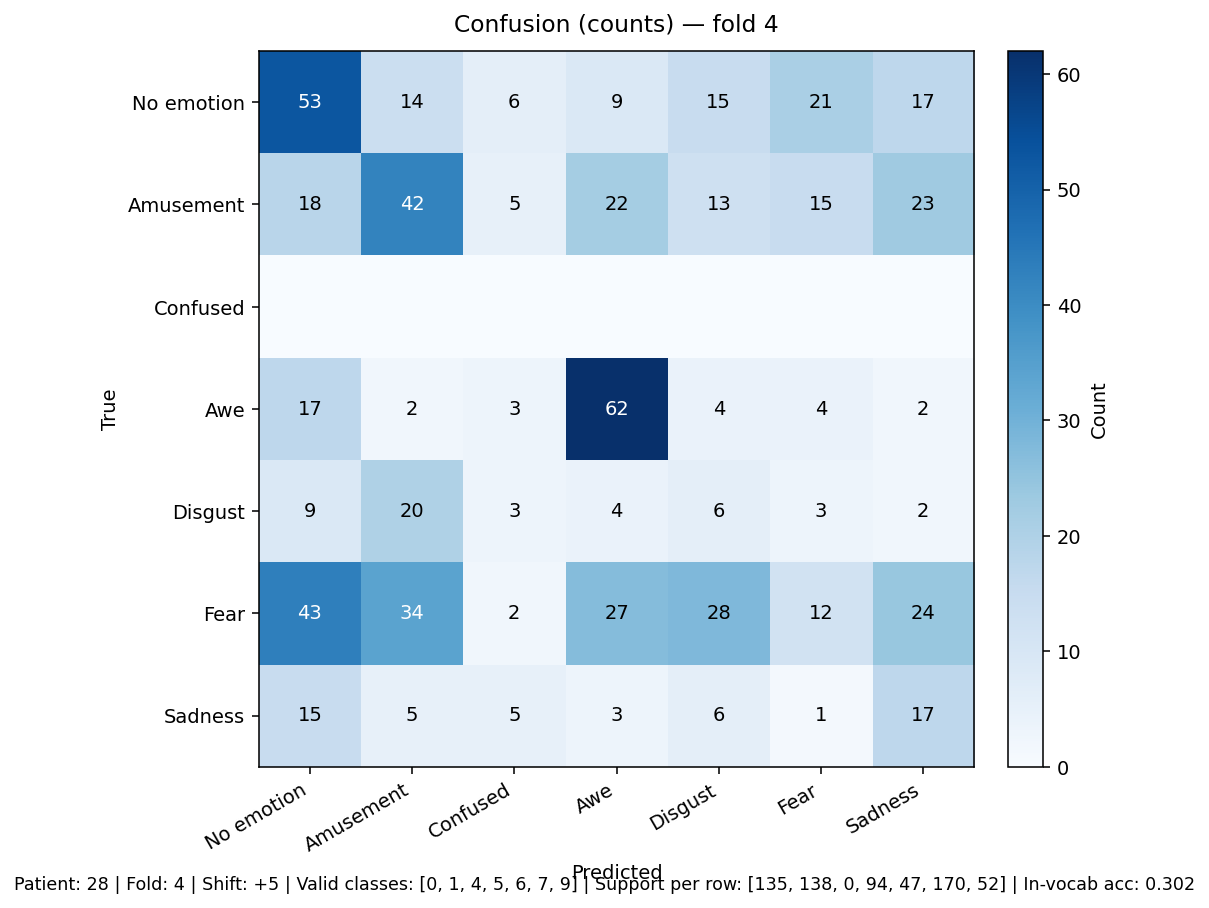 Confusion (counts) — fold 4
No emotion 53 14 6 9 15 21 17
Amusement 18 42 5 22 13 15 23
Confused
Awe 17 2 3 62 4 4 2
Disgust 9 20 3 4 6 3 2
Fear 43 34 2 27 28 12 24
Sadness 15 5 5 3 6 1 17
True
No emotion Amusement Confused Awe Disgust Fear Sadness
Predicted
60
50
40
30
20
10
0
Count
Patient: 28 | Fold: 4 | Shift: +5 | Valid classes: [0, 1, 4, 5, 6, 7, 9] | Support per row: [135, 138, 0, 94, 47, 170, 52] | In-vocab acc: 0.302